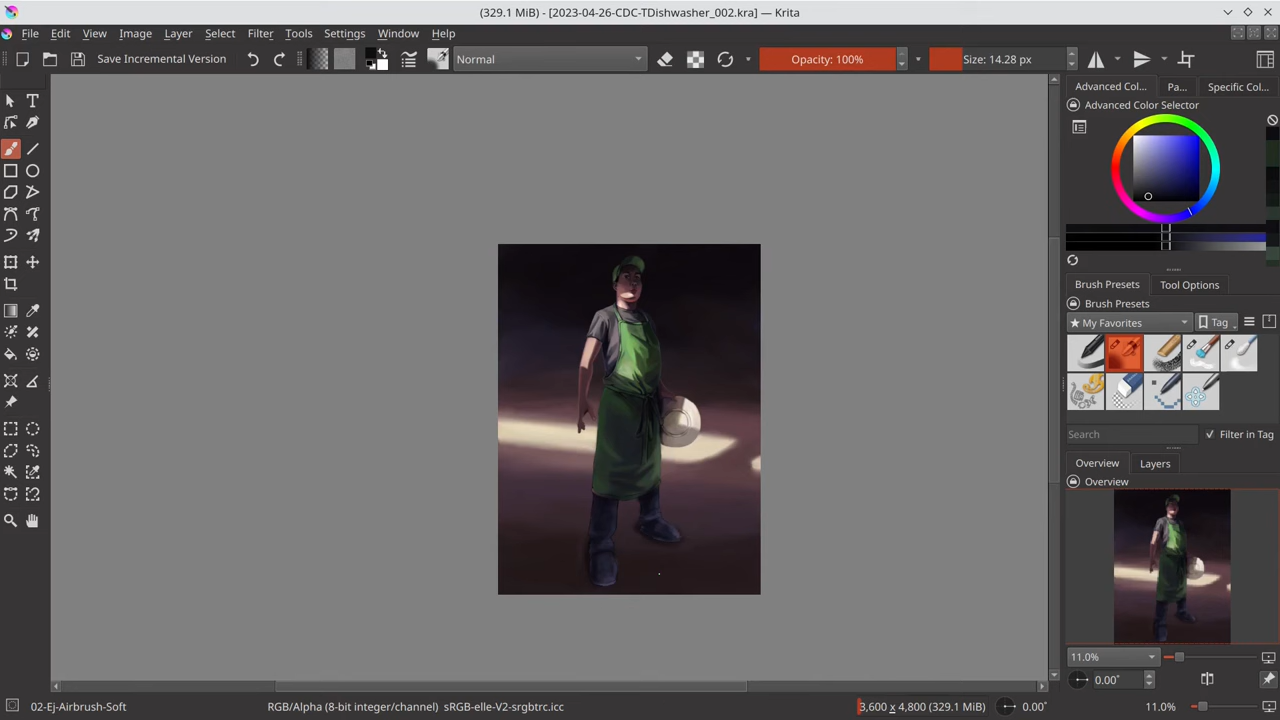 (329.1 MiB) - [2023-04-26-CDC-TDishwasher_002.kra] — Krita
File Edit View Image Layer Select Filter Tools Settings Window Help
Save Incremental Version Normal Opacity: 100% Size: 14.28 px
Advanced Col... Pa... Specific Col...
Advanced Color Selector
Brush Presets Tool Options
Brush Presets
★ My Favorites Tag
Search Filter in Tag
Overview Layers
Overview
11.0%
0.00°
02-Ej-Airbrush-Soft RGB/Alpha (8-bit integer/channel) sRGB-elle-V2-srgbtrc.icc 3,600 x 4,800 (329.1 MiB) 0.00° 11.0%